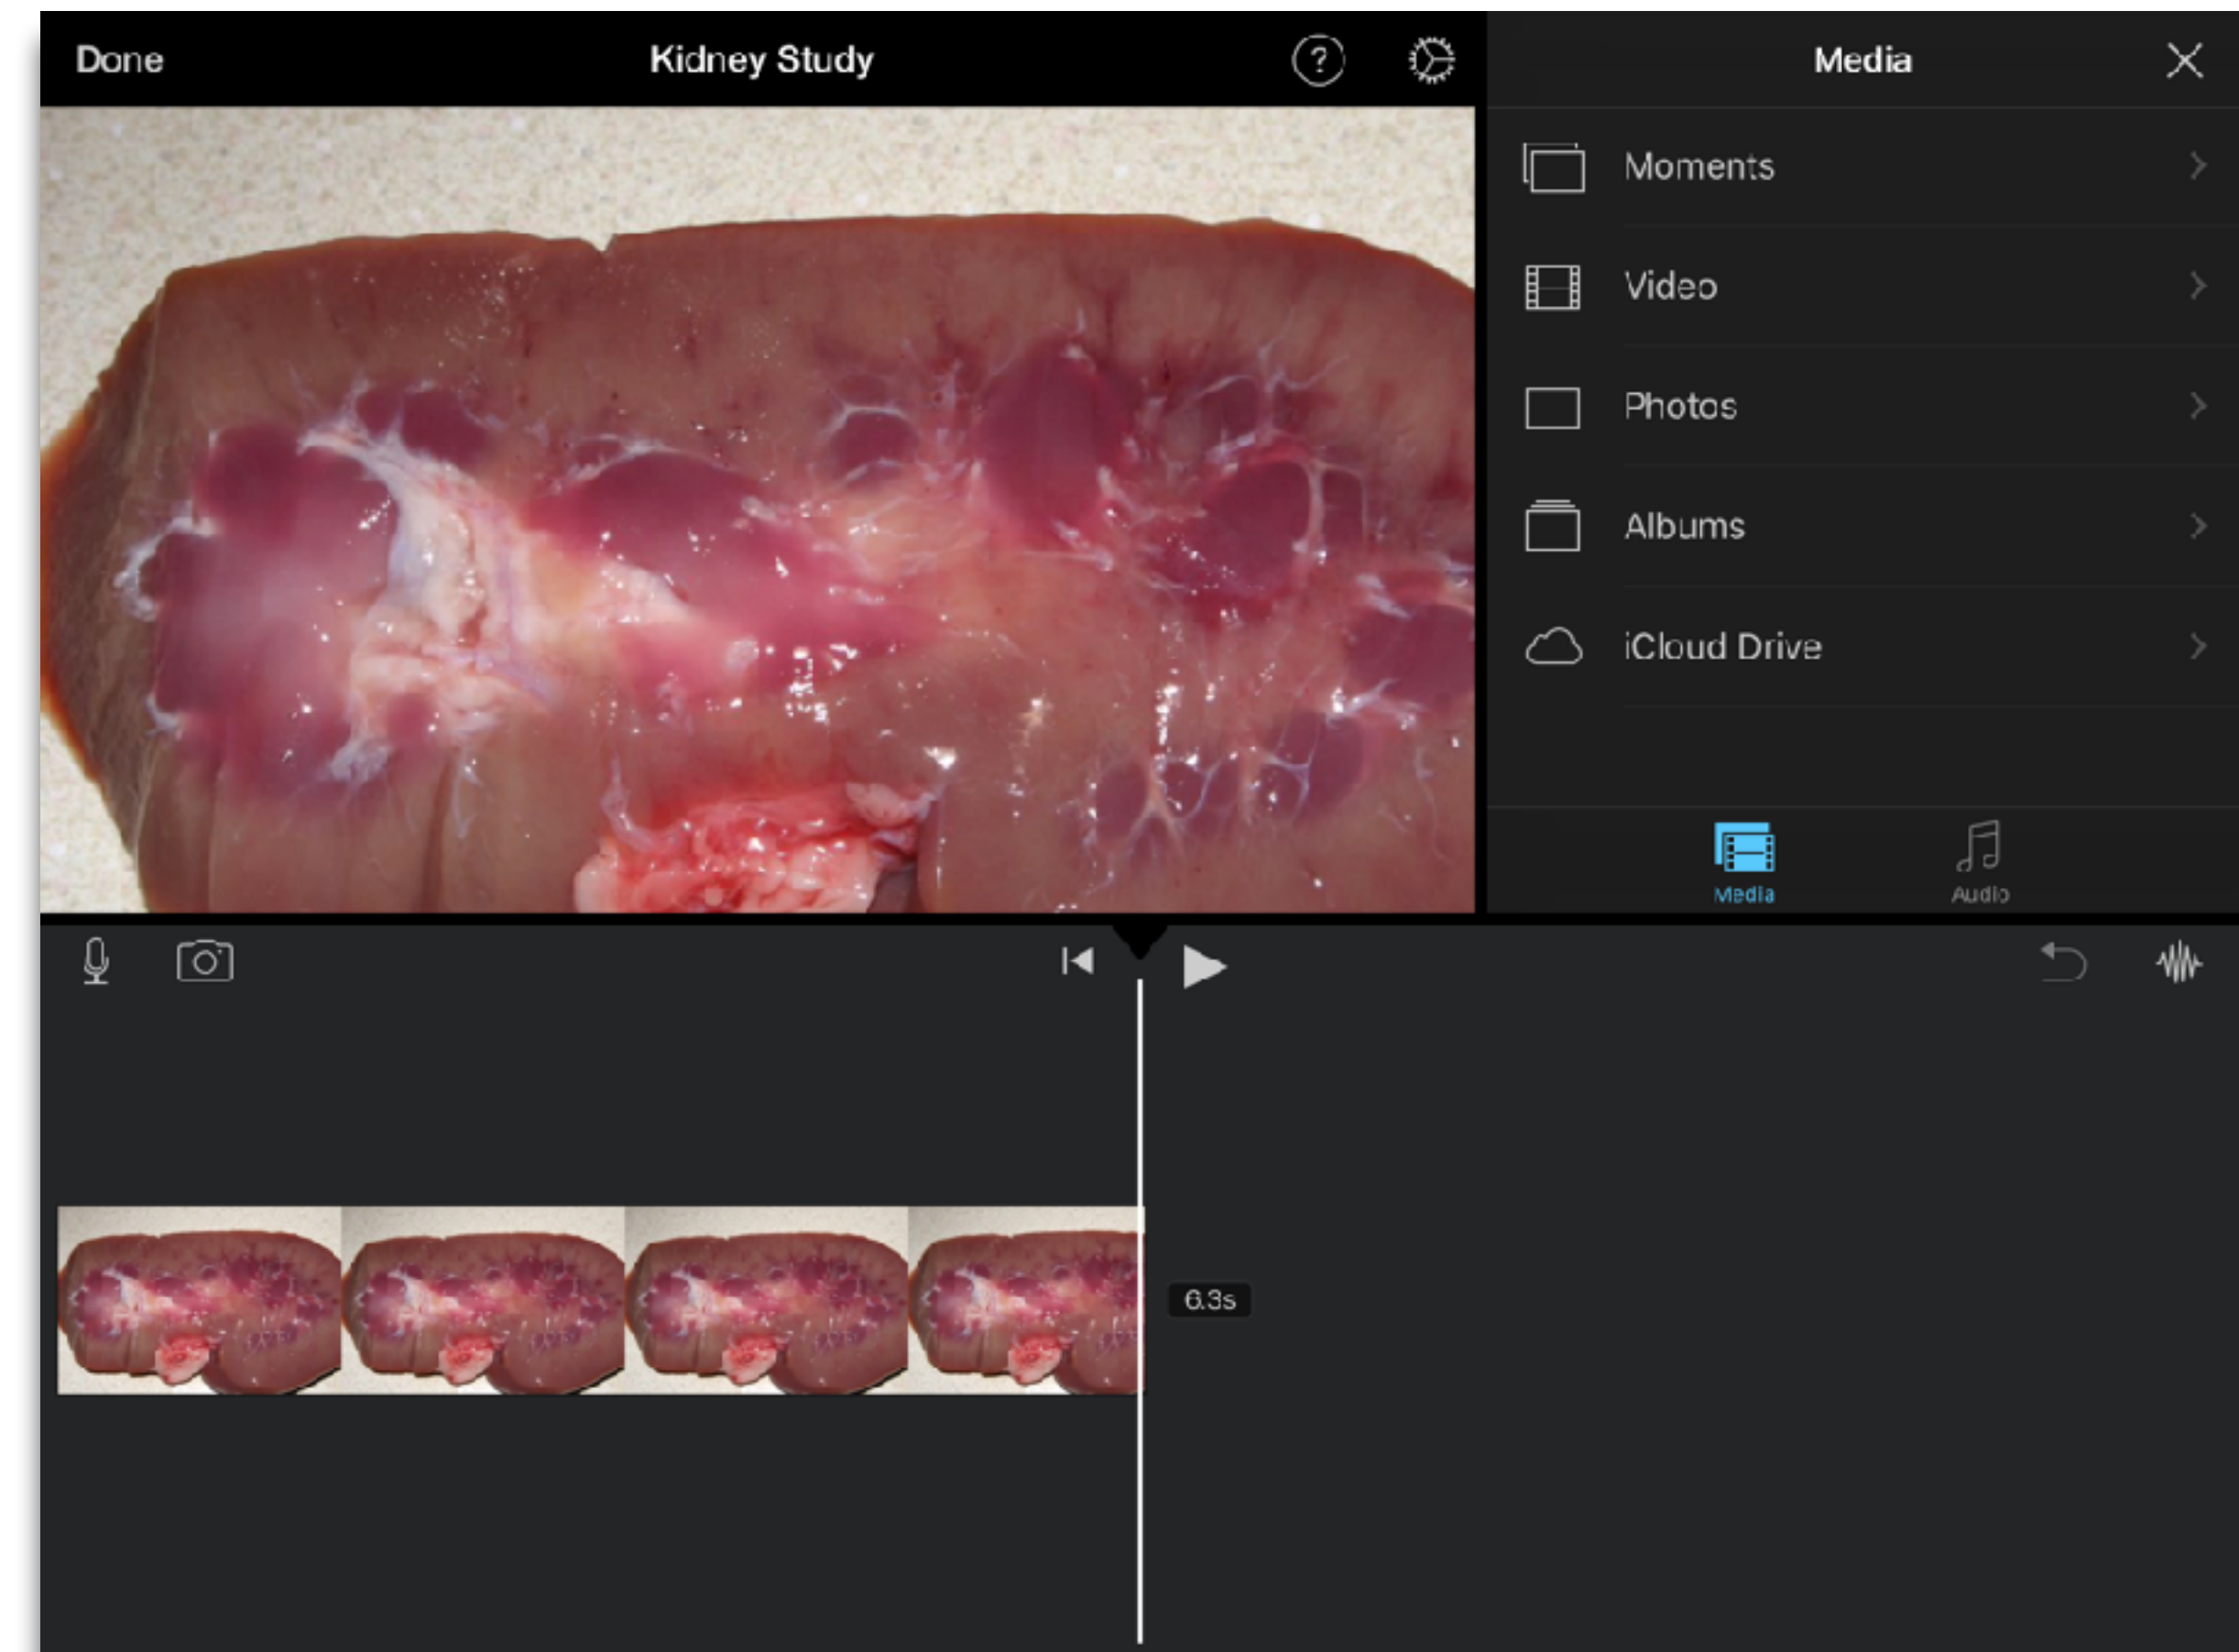 Done
Kidney Study
?
Media
Moments
Video
Photos
Albums
iCloud Drive
Media
Audio
6.3s